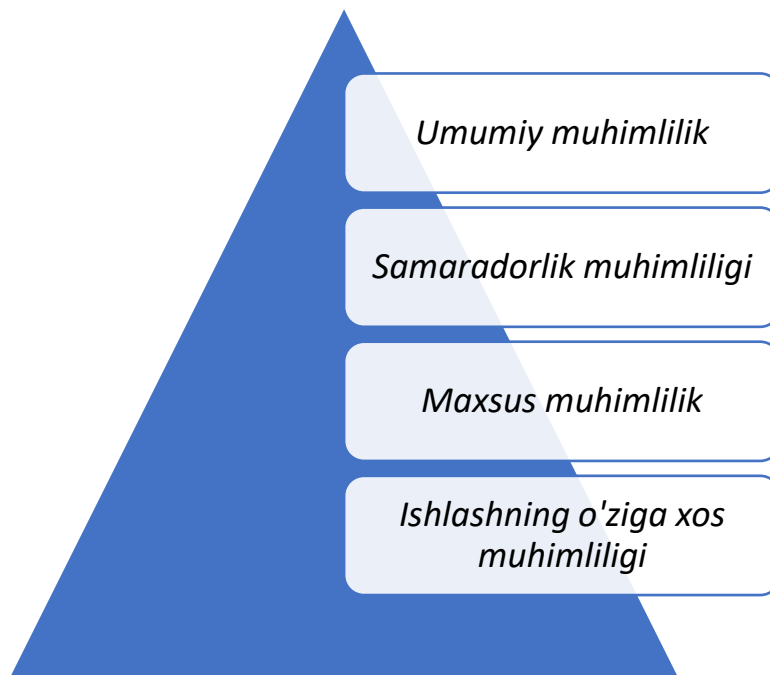 Umumiy muhimlilik
Samaradorlik muhimliligi
Maxsus muhimlilik
Ishlashning o'ziga xos
muhimliligi